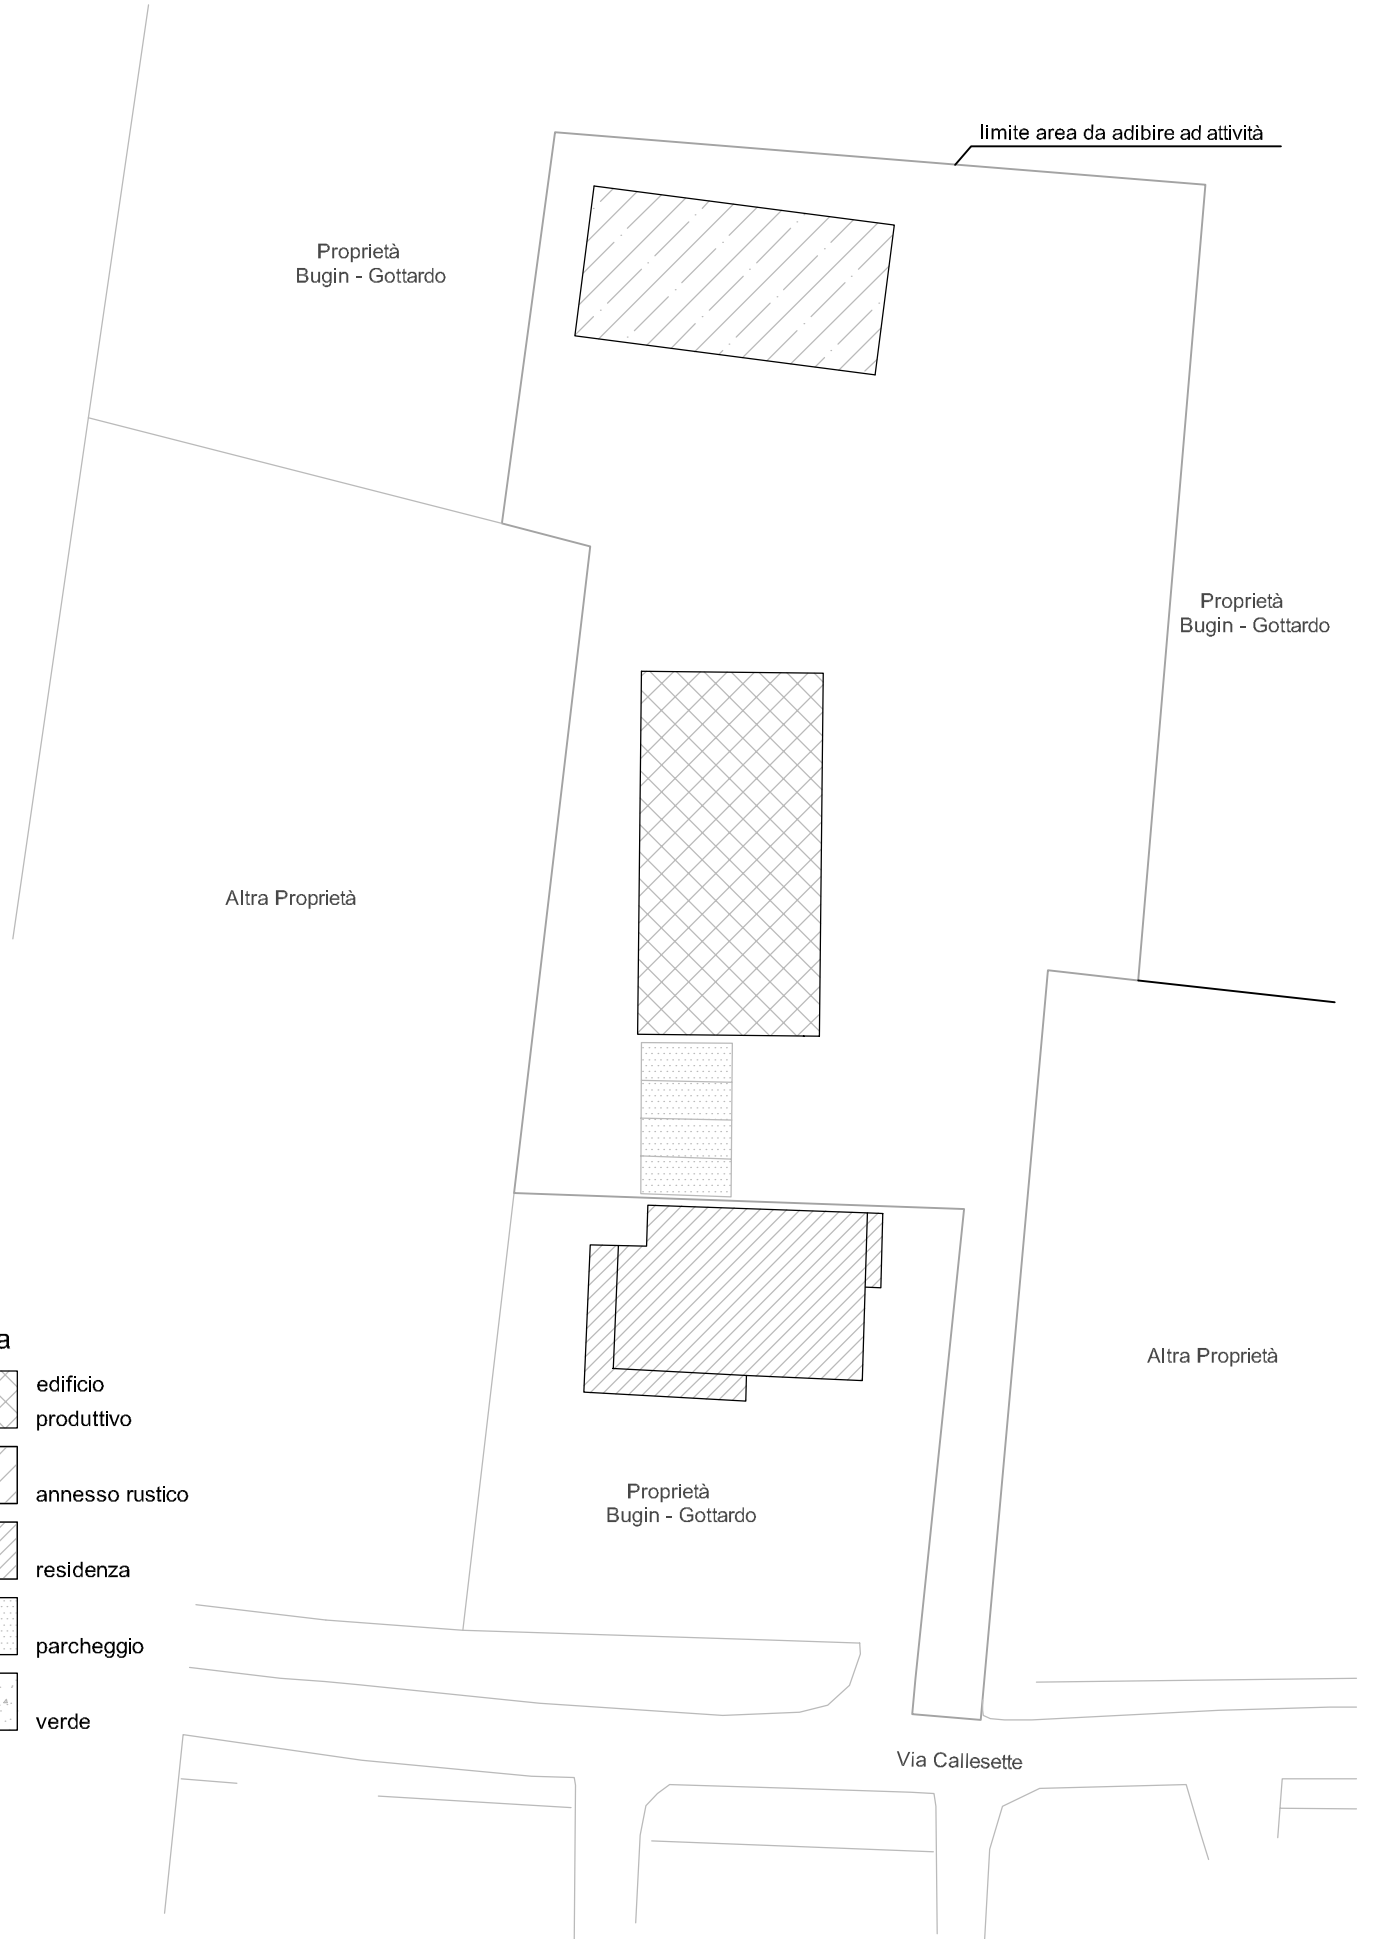 limite area da adibire ad attività
Proprietà
Bugin - Gottardo
Proprietà
Bugin - Gottardo
Altra Proprietà
a
edificio
produttivo
annesso rustico
residenza
parcheggio
verde
Altra Proprietà
Proprietà
Bugin - Gottardo
Via Callesette